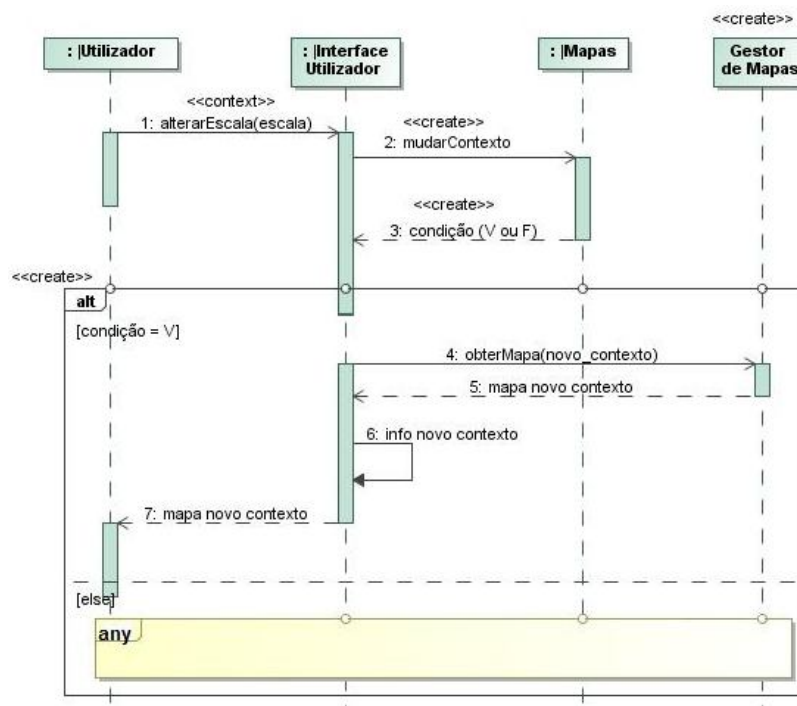 <<create>>
: |Utilizador
: |Interface
Utilizador
: |Mapas
Gestor
de Mapas
<<context>>
1: alterarEscala(escala)
<<create>>
2: mudarContexto
<<create>>
3: condição (V ou F)
<<create>>
alt
[condição = V]
4: obterMapa(novo_contexto)
5: mapa novo contexto
6: info novo contexto
7: mapa novo contexto
[else]
any